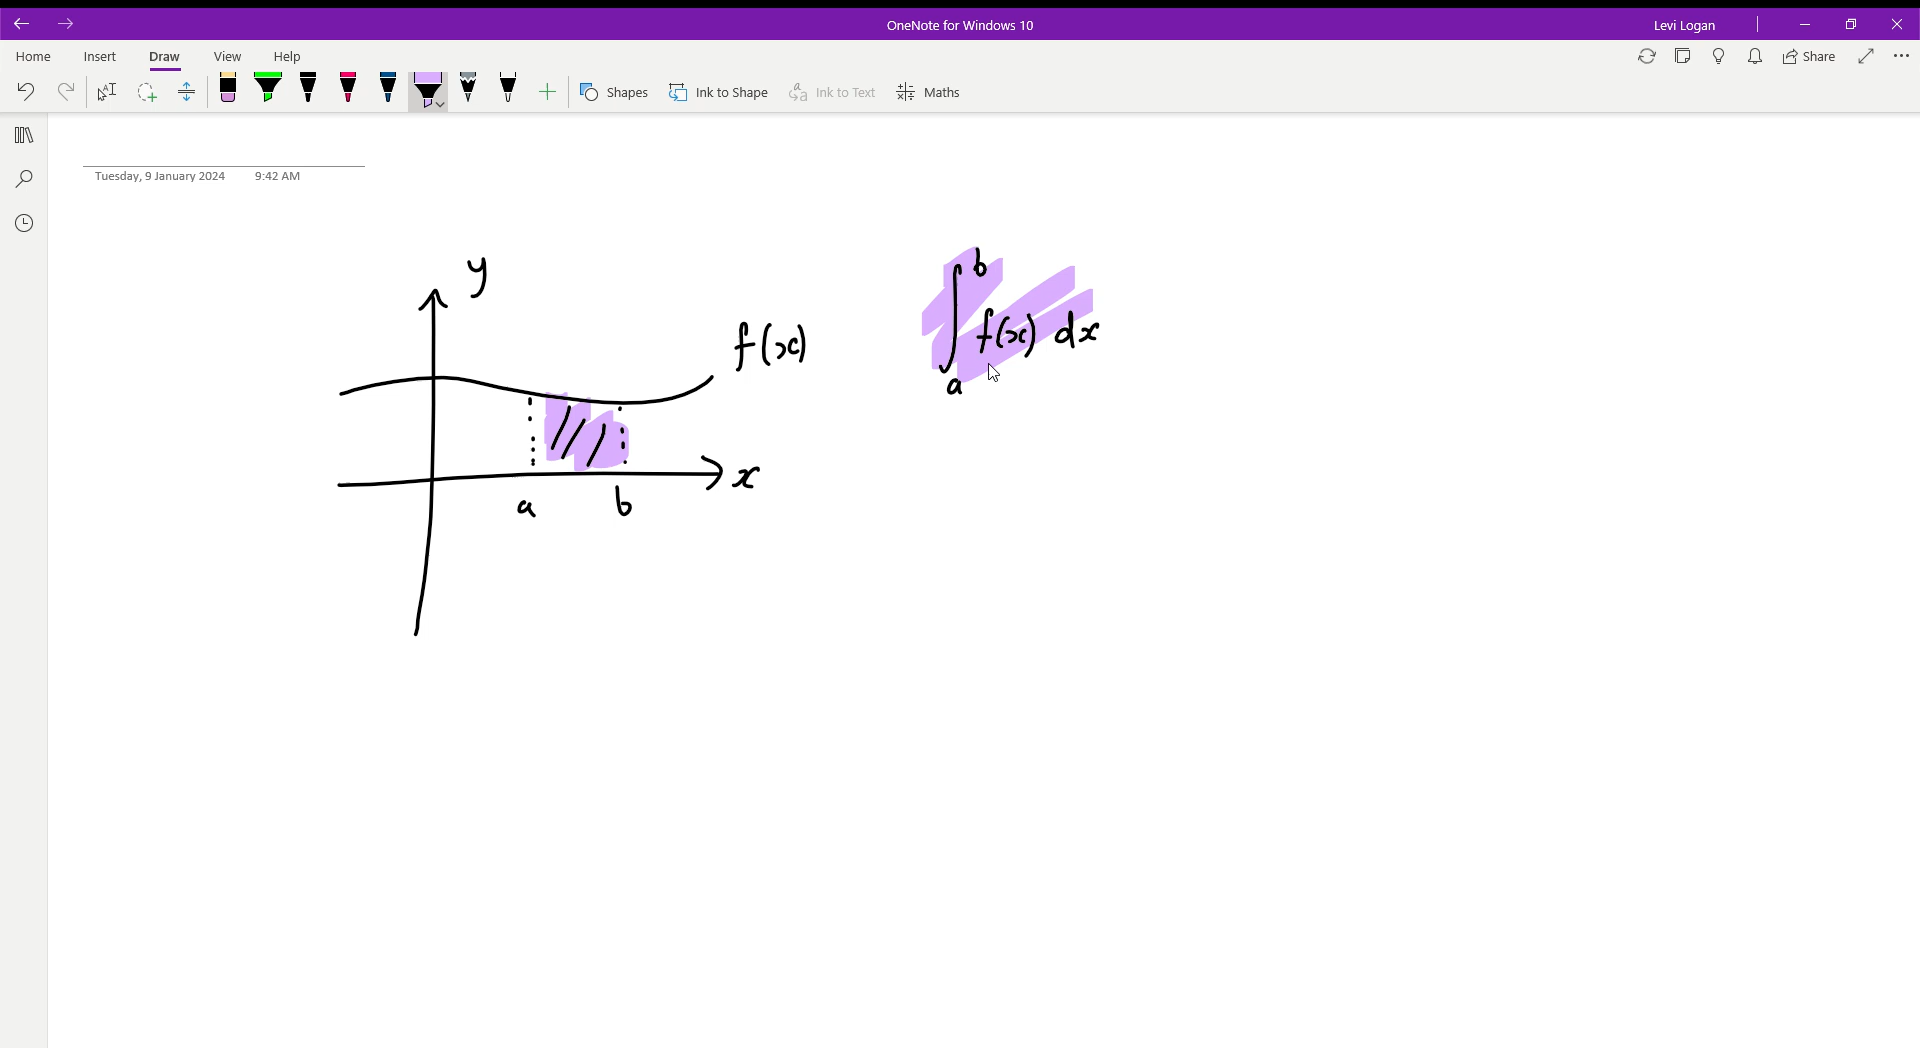 OneNote for Windows 10
Levi Logan
Home Insert Draw View Help
Share
Shapes Ink to Shape Ink to Text Maths
Tuesday, 9 January 2024 9:42 AM
y
f(x)
x
a b
∫
b
f(x) dx
a